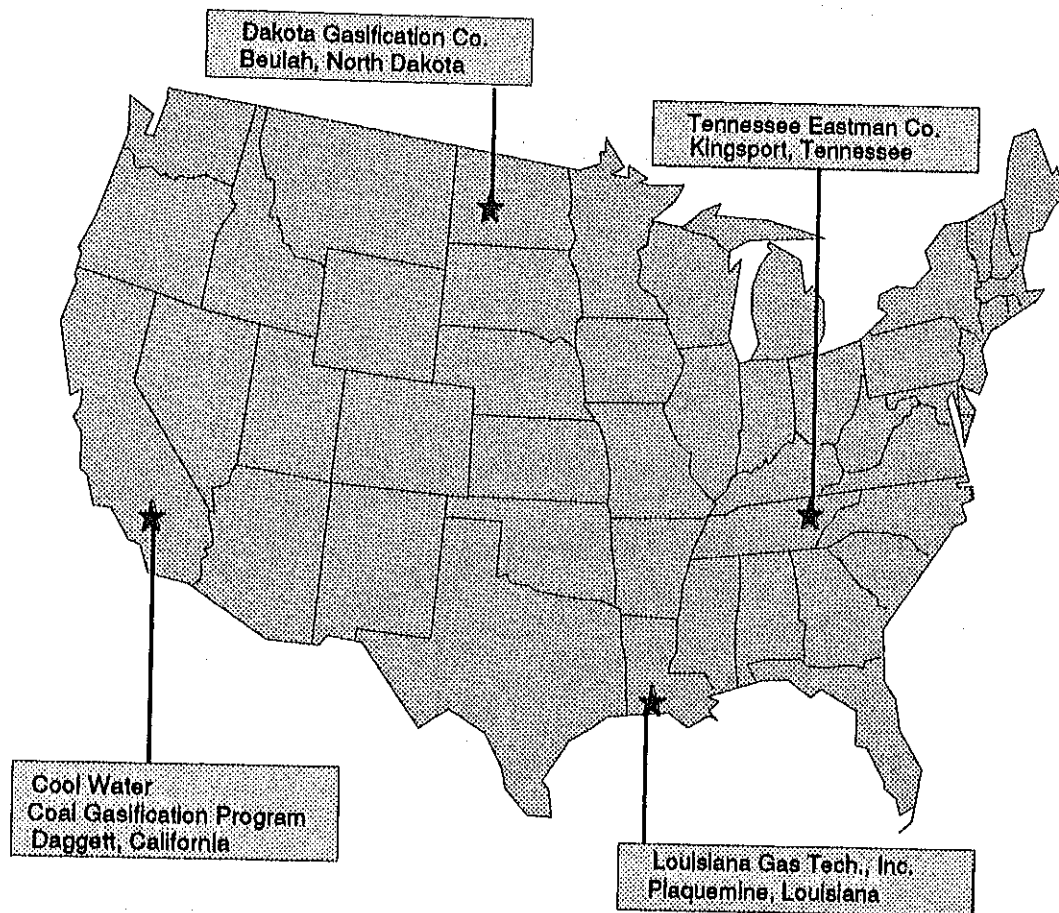 Dakota Gasification Co.
Beulah, North Dakota
Tennessee Eastman Co.
Kingsport, Tennessee
Cool Water
Coal Gasification Program
Daggett, California
Louisiana Gas Tech., Inc.
Plaquemine, Louisiana